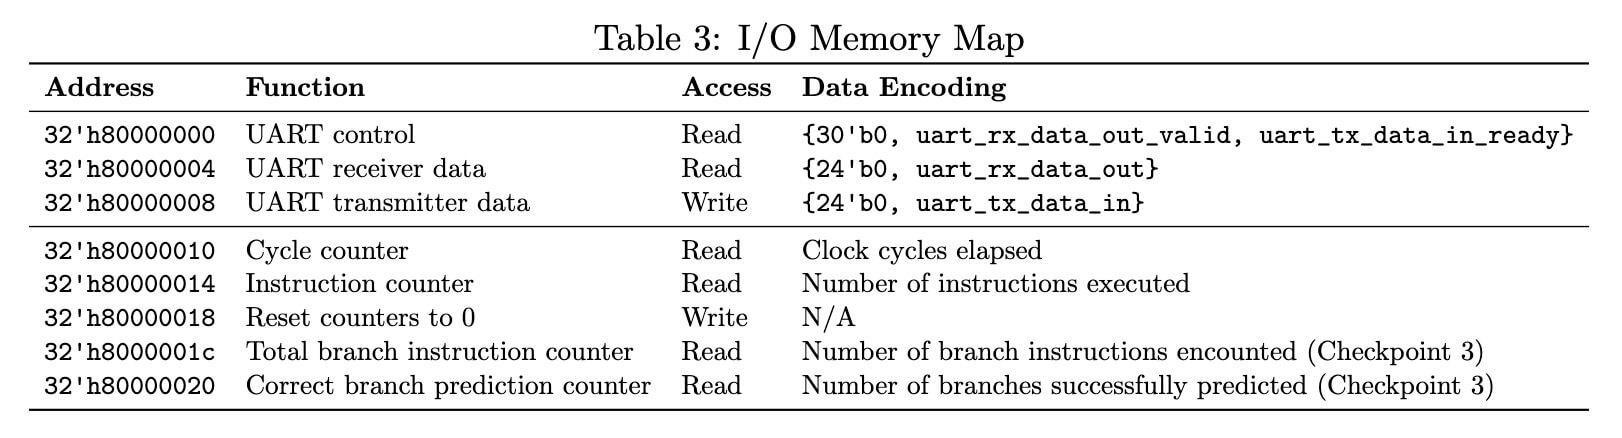 Table 3: I/O Memory Map
Address Function Access Data Encoding
32'h80000000 UART control Read {30'b0, uart_rx_data_out_valid, uart_tx_data_in_ready}
32'h80000004 UART receiver data Read {24'b0, uart_rx_data_out}
32'h80000008 UART transmitter data Write {24'b0, uart_tx_data_in}
32'h80000010 Cycle counter Read Clock cycles elapsed
32'h80000014 Instruction counter Read Number of instructions executed
32'h80000018 Reset counters to 0 Write N/A
32'h8000001c Total branch instruction counter Read Number of branch instructions encounted (Checkpoint 3)
32'h80000020 Correct branch prediction counter Read Number of branches successfully predicted (Checkpoint 3)